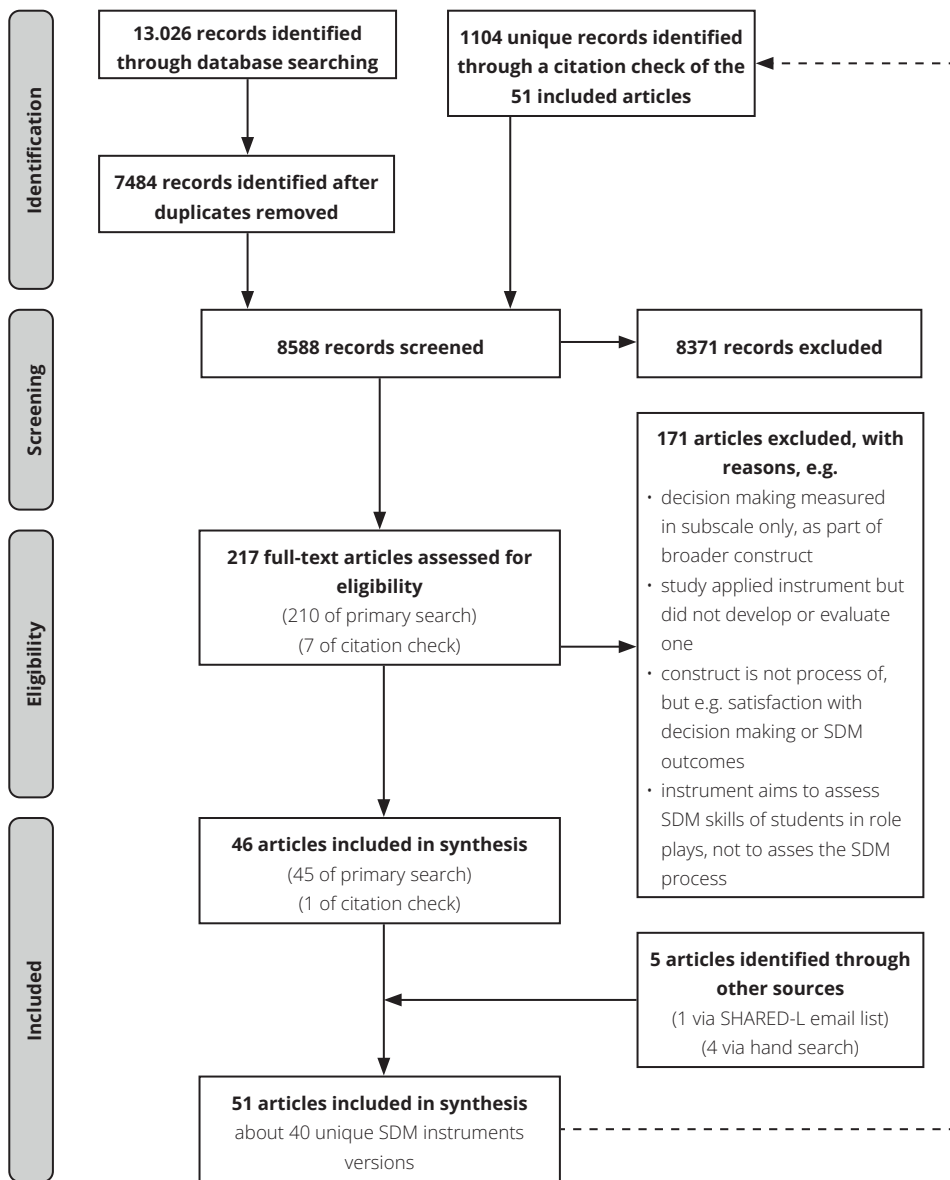 Identification
13.026 records identified
through database searching
1104 unique records identified
through a citation check of the
51 included articles
7484 records identified after
duplicates removed
Screening
8588 records screened
8371 records excluded
171 articles excluded, with
reasons, e.g.
• decision making measured
in subscale only, as part of
broader construct
• study applied instrument but
did not develop or evaluate
one
• construct is not process of,
but e.g. satisfaction with
decision making or SDM
outcomes
• instrument aims to assess
SDM skills of students in role
plays, not to asses the SDM
process
Eligibility
217 full-text articles assessed for
eligibility
(210 of primary search)
(7 of citation check)
Included
46 articles included in synthesis
(45 of primary search)
(1 of citation check)
5 articles identified through
other sources
(1 via SHARED-L email list)
(4 via hand search)
51 articles included in synthesis
about 40 unique SDM instruments
versions